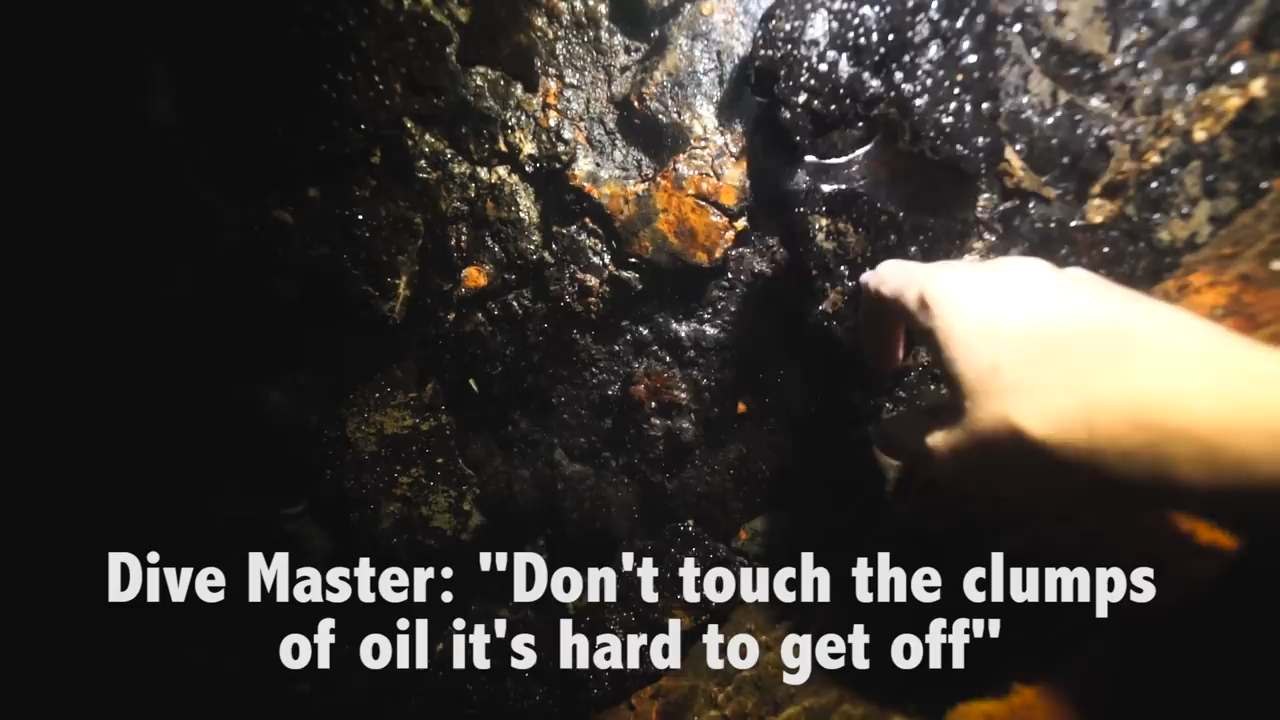 Dive Master: "Don't touch the clumps
of oil it's hard to get off"